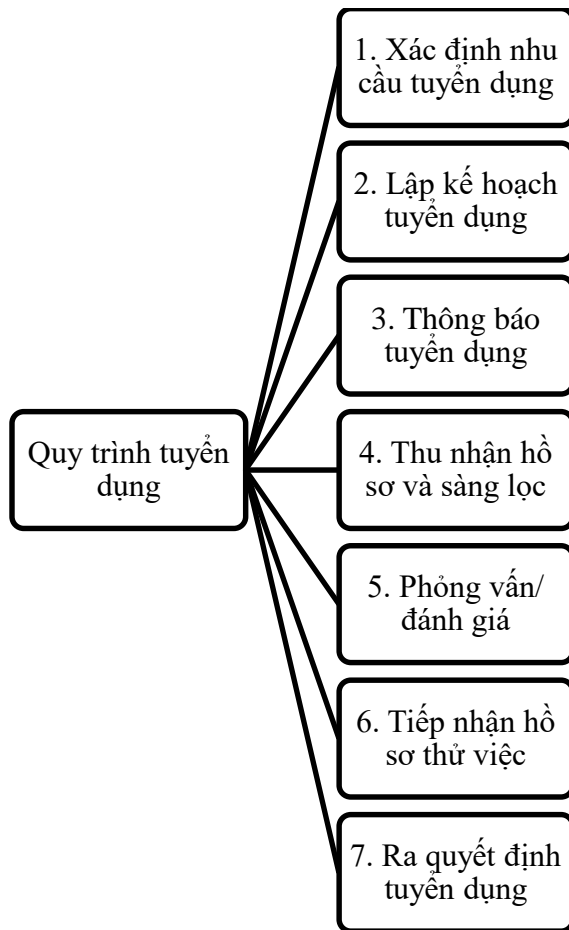 1. Xác định nhu
cầu tuyển dụng
2. Lập kế hoạch
tuyển dụng
3. Thông báo
tuyển dụng
Quy trình tuyển
dụng
4. Thu nhận hồ
sơ và sàng lọc
5. Phỏng vấn/
đánh giá
6. Tiếp nhận hồ
sơ thử việc
7. Ra quyết định
tuyển dụng